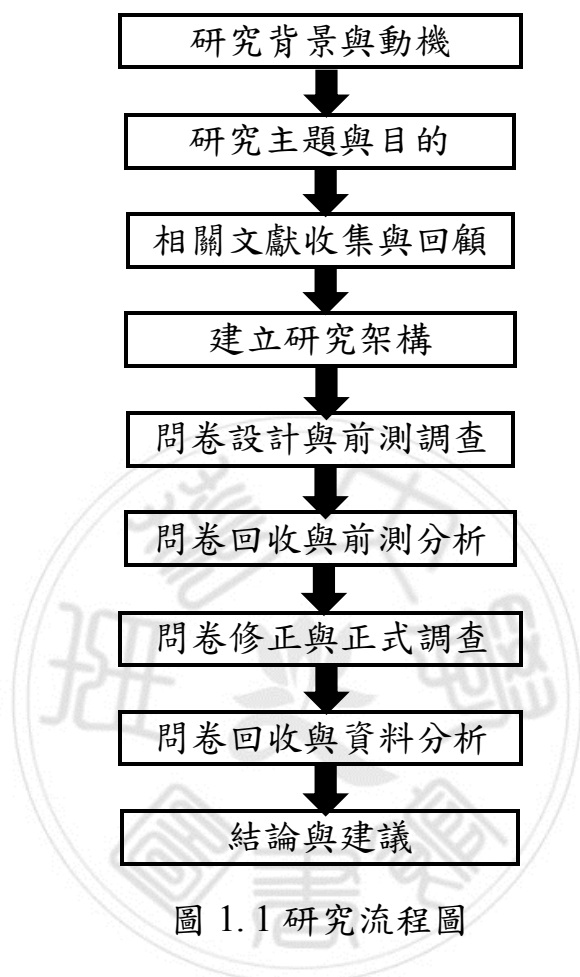 研究背景與動機
研究主題與目的
相關文獻收集與回顧
建立研究架構
問卷設計與前測調查
問卷回收與前測分析
問卷修正與正式調查
問卷回收與資料分析
結論與建議
圖 1.1 研究流程圖